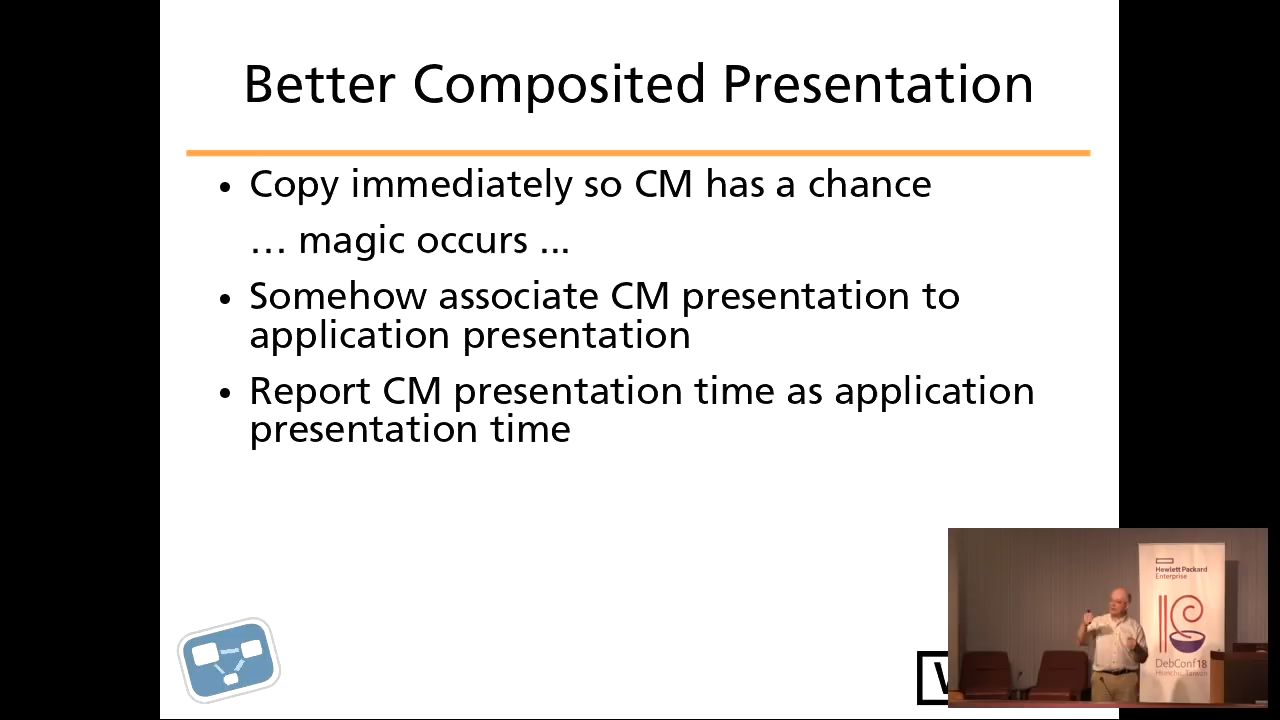 Better Composited Presentation
• Copy immediately so CM has a chance
… magic occurs ...
• Somehow associate CM presentation to
application presentation
• Report CM presentation time as application
presentation time
Hewlett Packard
Enterprise
DebConf18
Hsinchu, Taiwan